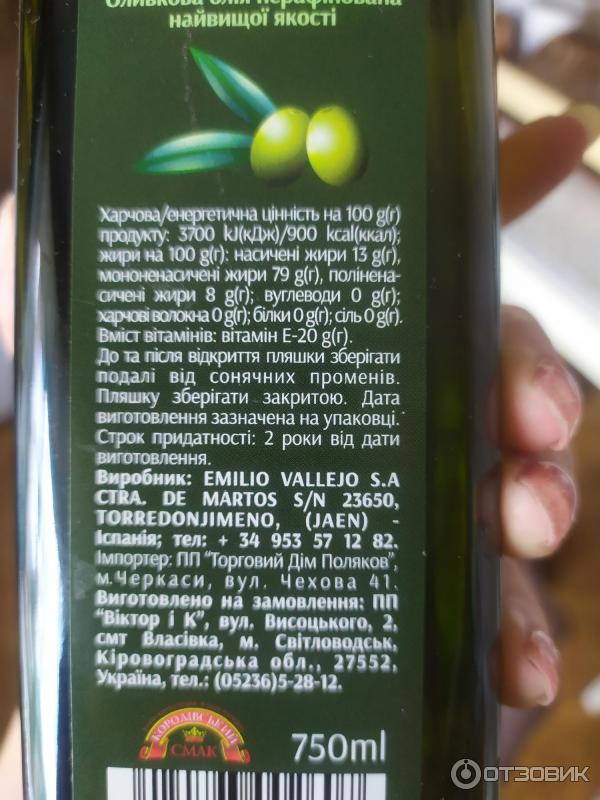 Оливкова олія нерафінована
найвищої якості
Харчова/енергетична цінність на 100 g(г)
продукту: 3700 kJ(кДж)/900 kcal(ккал);
жири на 100 g(г): насичені жири 13 g(г),
мононенасичені жири 79 g(г), полінена-
сичені жири 8 g(г); вуглеводи 0 g(г);
харчові волокна 0 g(г); білки 0 g(г); сіль 0 g(г).
Вміст вітамінів: вітамін Е-20 g(г).
До та після відкриття пляшки зберігати
подалі від сонячних променів.
Пляшку зберігати закритою. Дата
виготовлення зазначена на упаковці.
Строк придатності: 2 роки від дати
виготовлення.
Виробник: EMILIO VALLEJO S.A
CTRA. DE MARTOS S/N 23650,
TORREDONJIMENO, (JAEN) -
Іспанія; тел: + 34 953 57 12 82.
Імпортер: ПП "Торговий Дім Поляков",
м.Черкаси, вул. Чехова 41.
Виготовлено на замовлення: ПП
"Віктор і К", вул. Висоцького, 2,
смт Власівка, м. Світловодськ,
Кіровоградська обл., 27552,
Україна, тел.: (05236)5-28-12.
КОРОЛІВСЬКИЙ
СМАК
750ml
ОТЗОВИК